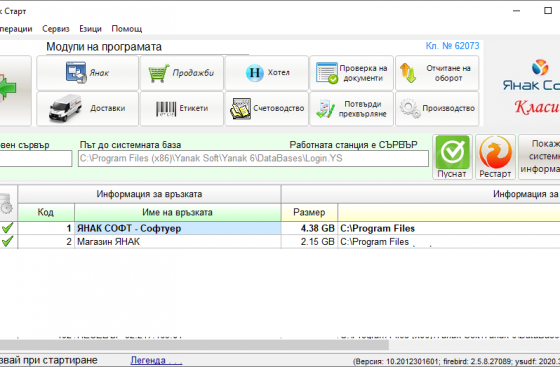 к Старт
перации Сервиз Езици Помощ
Модули на програмата Кл. № 62073
Янак Продажби Хотел Проверка на документи Отчитане на оборот
Доставки Етикети Счетоводство Потвърди прехвърляне Производство
Янак Со
Класи
вен сървър Път до системната база Работната станция е СЪРВЪР
C:\Program Files (x86)\Yanak Soft\Yanak 6\DataBases\Login.YS
Пуснат Рестарт Покаж системн информа
Информация за връзката Информация за
Код Име на връзката Размер
1 ЯНАК СОФТ - Софтуер 4.38 GB C:\Program Files
2 Магазин ЯНАК 2.15 GB C:\Program Files
звай при стартиране Легенда . . . (Версия: 10.2012301601; firebird: 2.5.8.27089; ysudf: 2020.